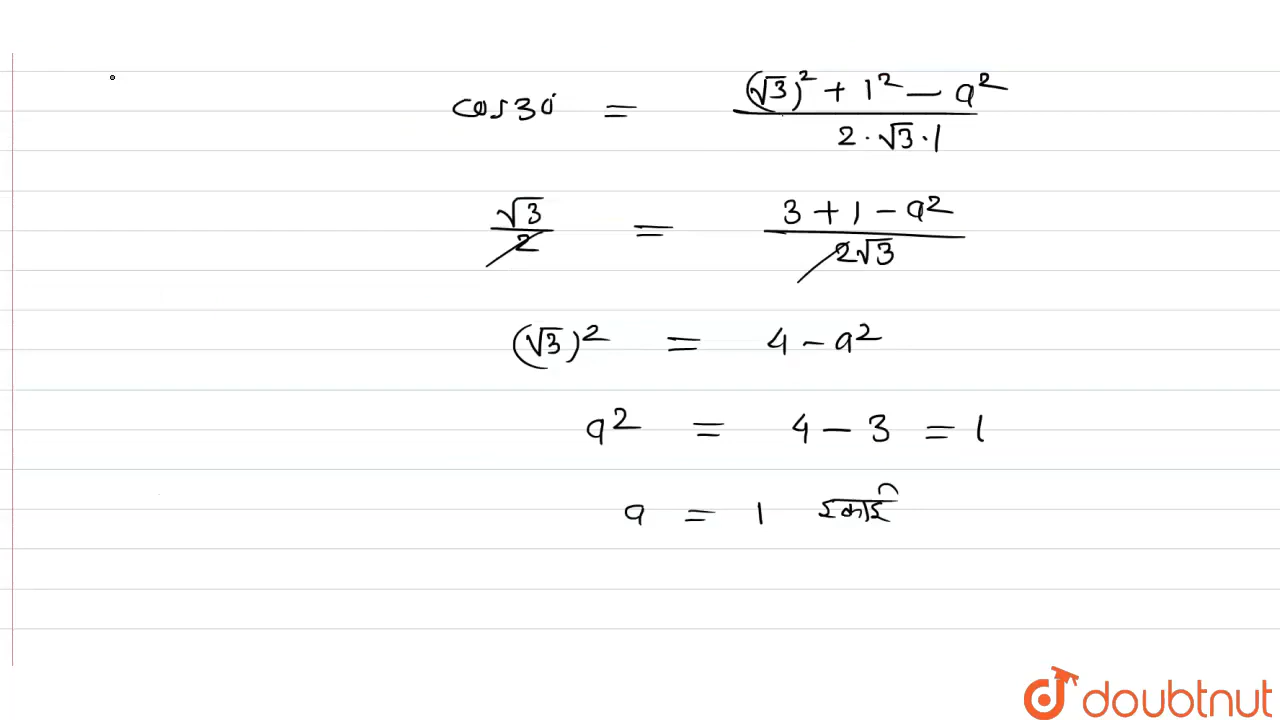 cos 30° = (√3)² + 1² - a² / 2·√3·1
√3/2 = 3 + 1 - a² / 2√3
(√3)² = 4 - a²
a² = 4 - 3 = 1
a = 1 इकाई
doubtnut